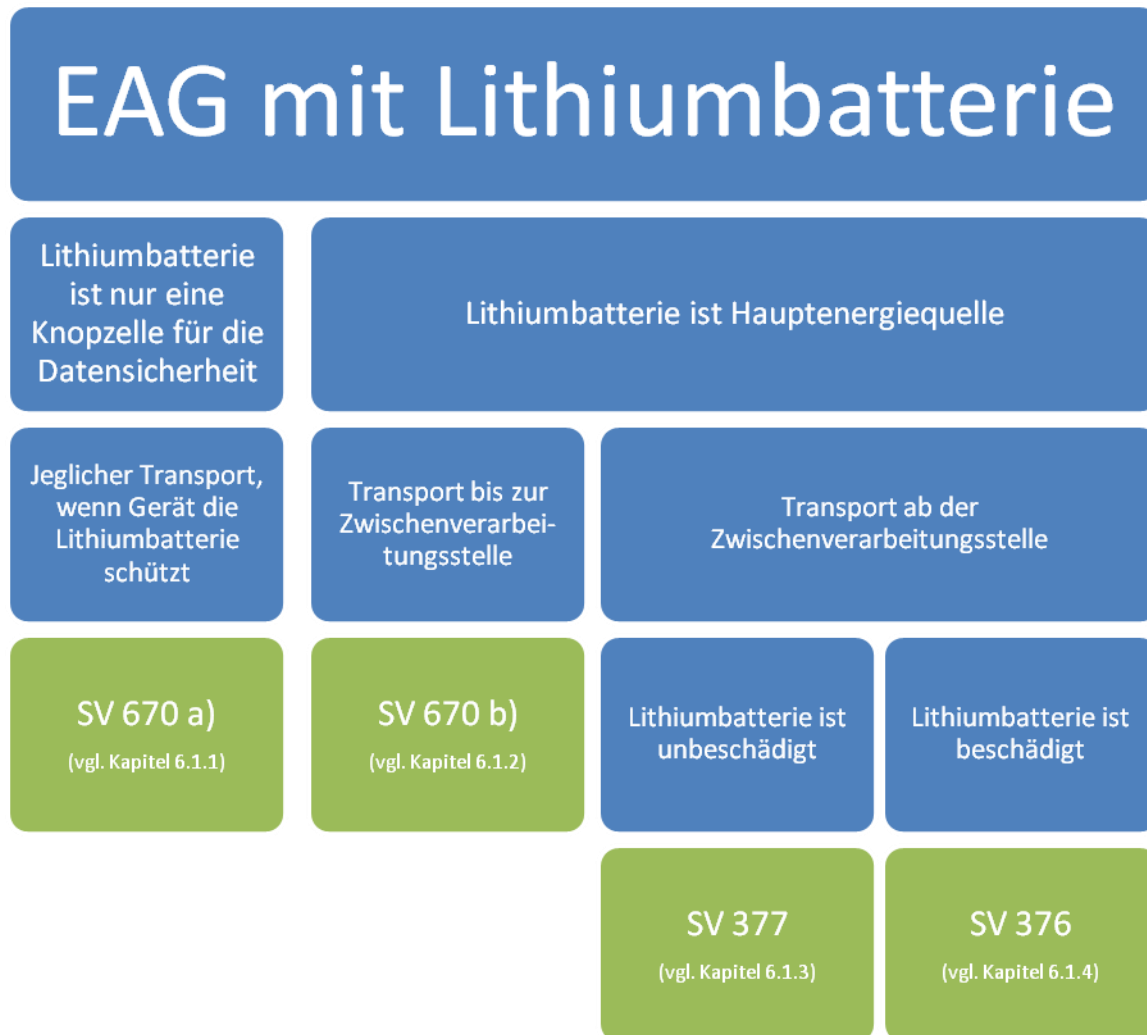 EAG mit Lithiumbatterie
Lithiumbatterie
ist nur eine
Knopzelle für die
Datensicherheit
Lithiumbatterie ist Hauptenergiequelle
Jeglicher Transport,
wenn Gerät die
Lithiumbatterie
schützt
Transport bis zur
Zwischenverarbei-
tungsstelle
Transport ab der
Zwischenverarbeitungsstelle
SV 670 a)
(vgl. Kapitel 6.1.1)
SV 670 b)
(vgl. Kapitel 6.1.2)
Lithiumbatterie ist
unbeschädigt
Lithiumbatterie ist
beschädigt
SV 377
(vgl. Kapitel 6.1.3)
SV 376
(vgl. Kapitel 6.1.4)